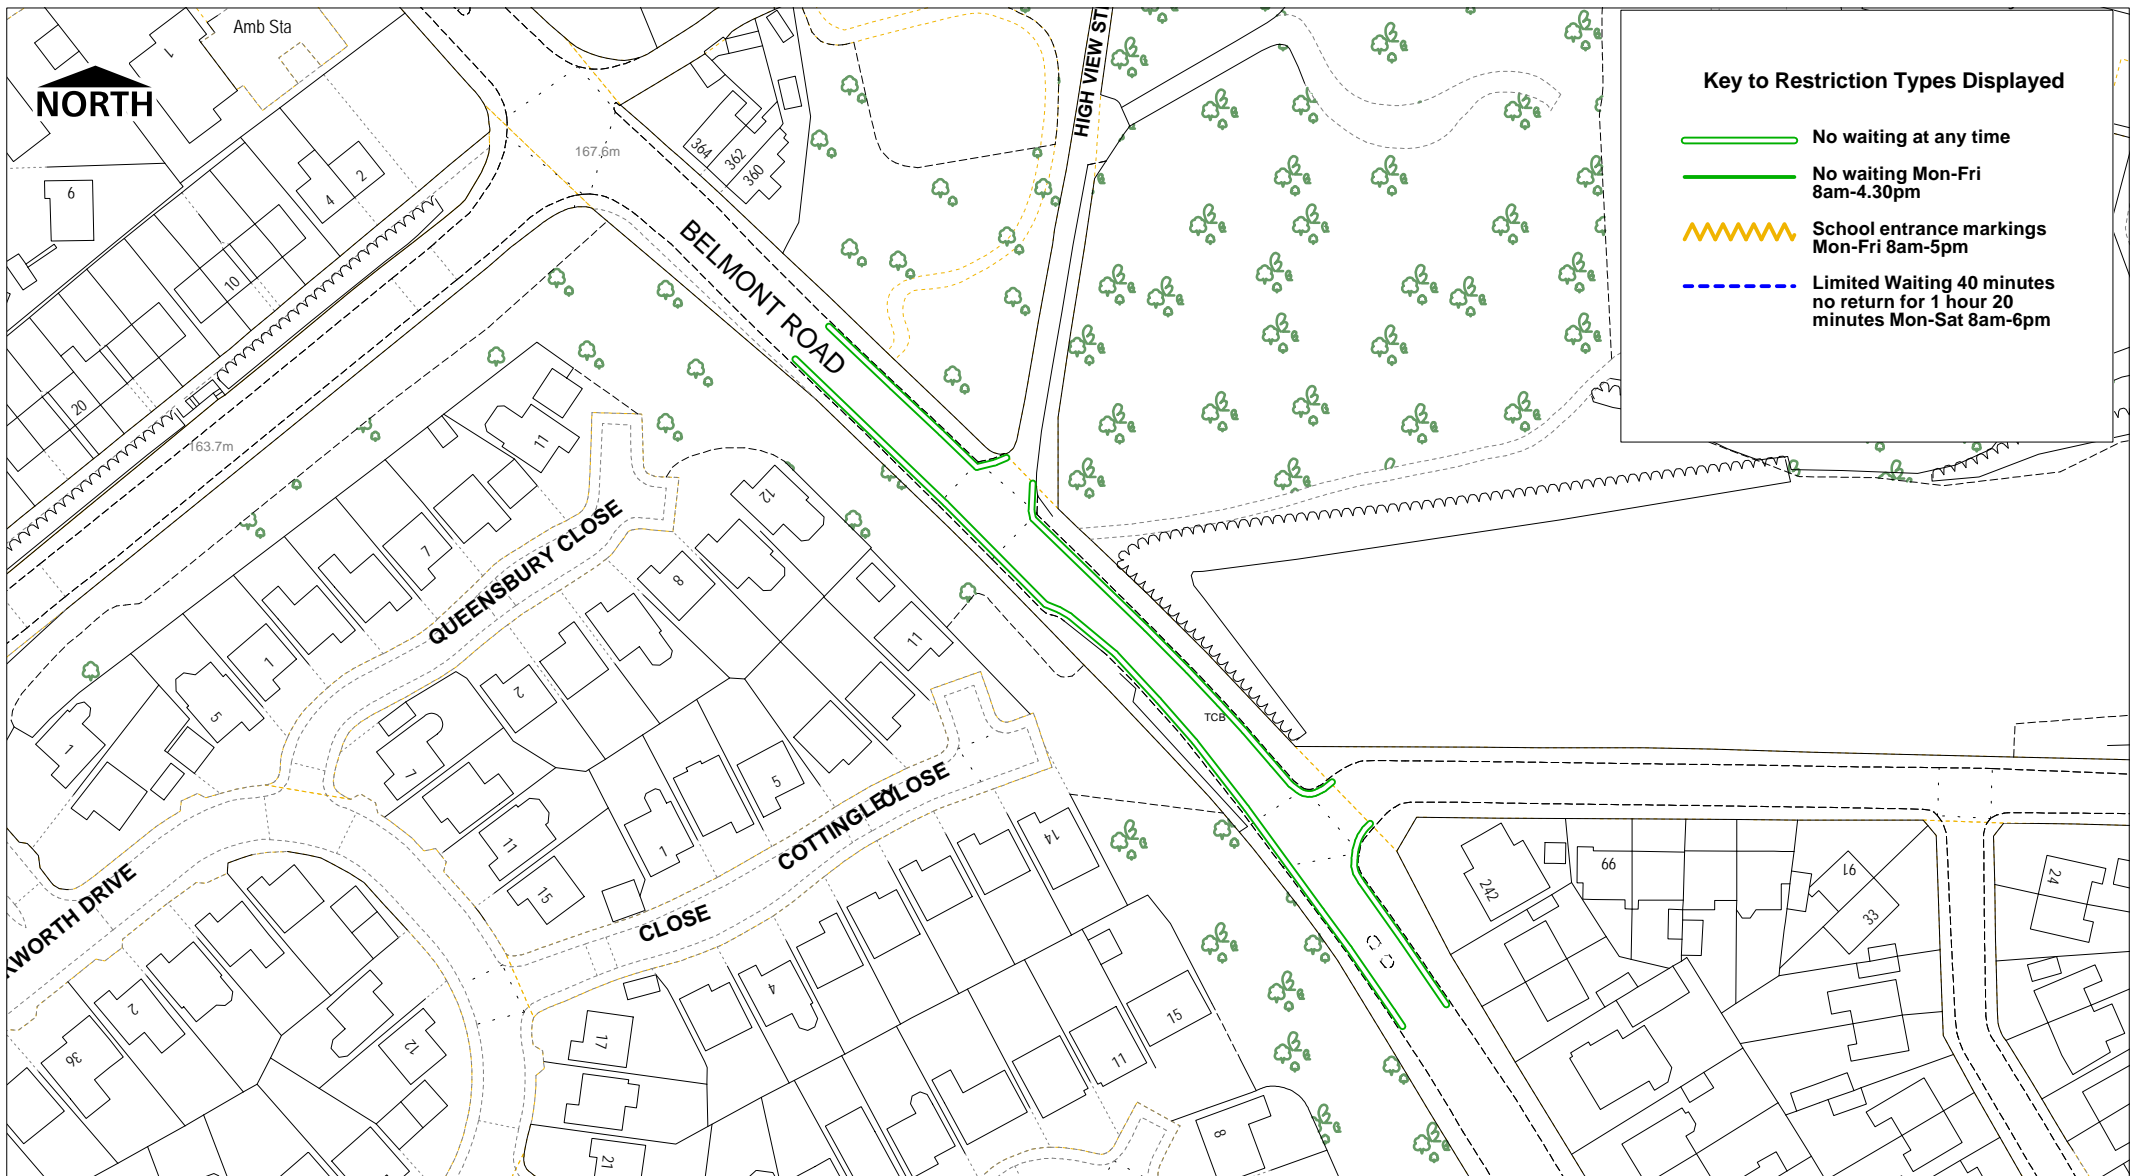 Amb Sta
1
NORTH
6
2
4
10
20
163.7m
167.6m
364
362
360
BELMONT ROAD
HIGH VIEW ST
Key to Restriction Types Displayed
No waiting at any time
No waiting Mon-Fri
8am-4.30pm
School entrance markings
Mon-Fri 8am-5pm
Limited Waiting 40 minutes
no return for 1 hour 20
minutes Mon-Sat 8am-6pm
11
12
7
QUEENSBURY CLOSE
8
11
1
2
5
1
7
TCB
5
11
1
15
COTTINGLEY
CLOSE
CLOSE
14
KWORTH DRIVE
2
36
12
4
17
21
15
11
8
242
66
91
33
24